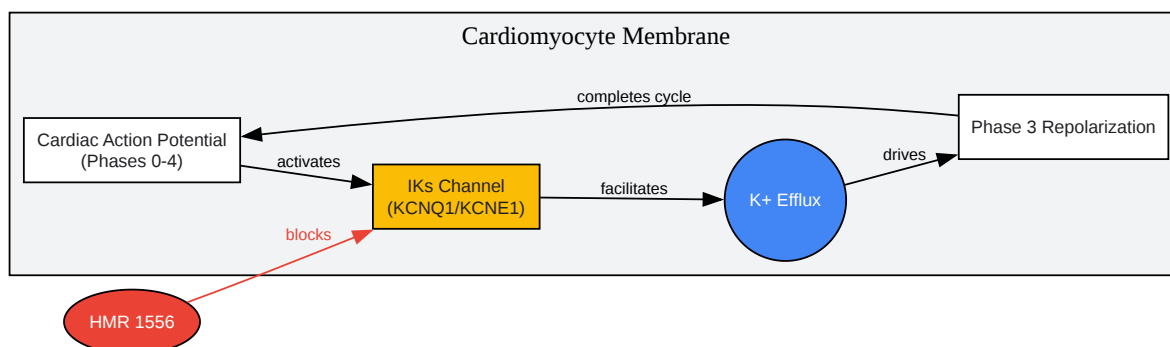 Cardiomyocyte Membrane
completes cycle
Cardiac Action Potential
(Phases 0-4)
activates
IKs Channel
(KCNQ1/KCNE1)
facilitates
K+ Efflux
drives
Phase 3 Repolarization
blocks
HMR 1556